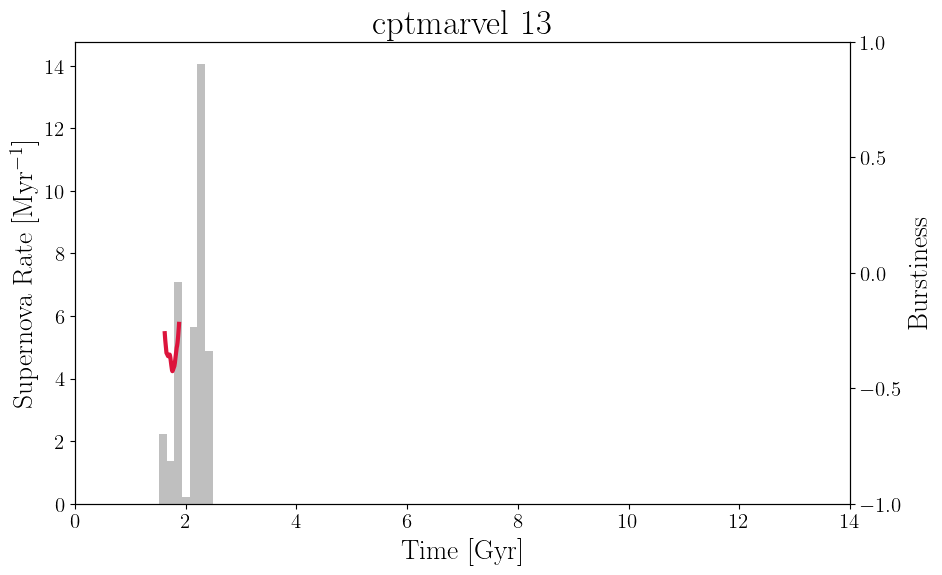 cptmarvel 13
Supernova Rate [Myr⁻¹]
14
12
10
8
6
4
2
0
1.0
0.5
0.0
−0.5
−1.0
Burstiness
0 2 4 6 8 10 12 14
Time [Gyr]